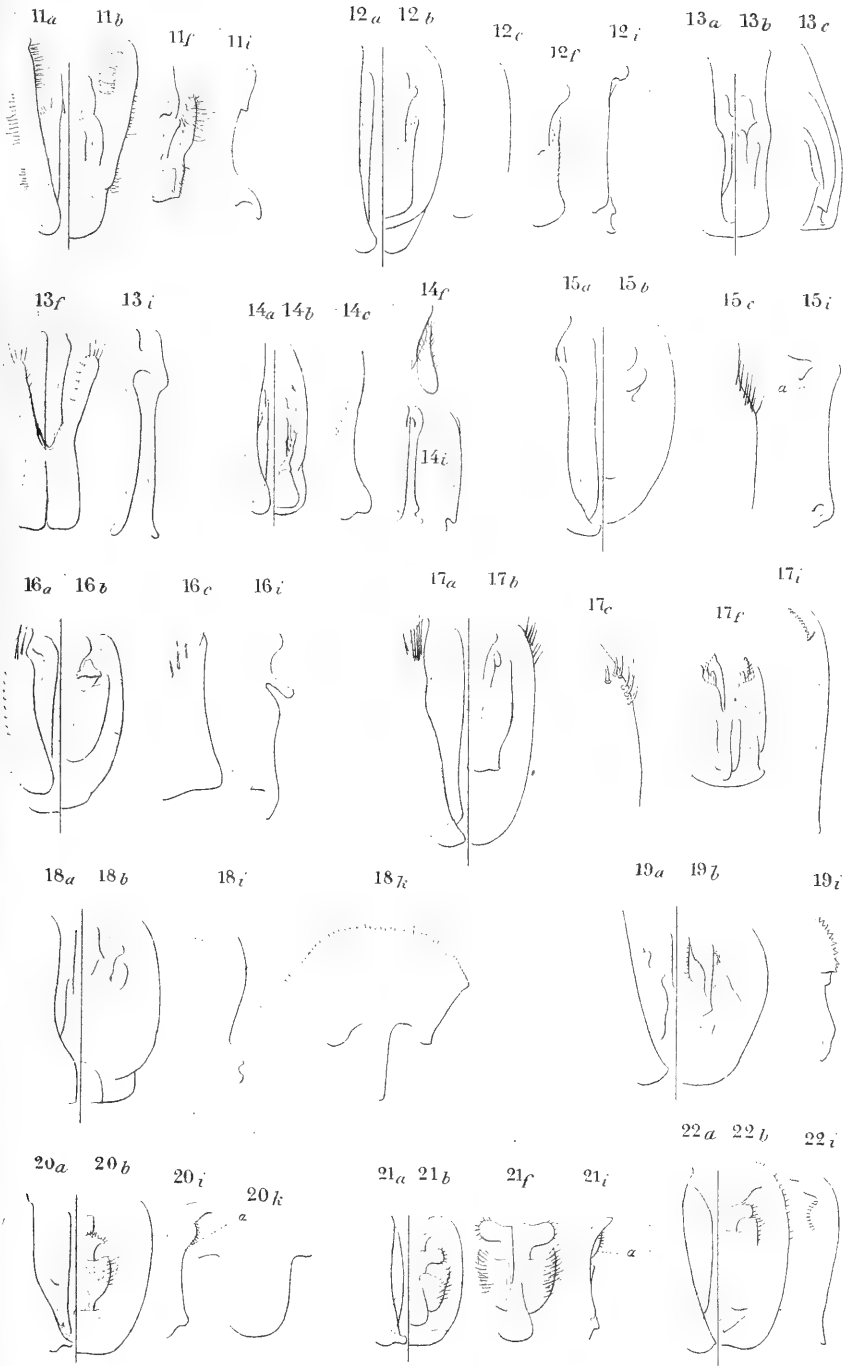 11a 11b 11f 11i 12a 12b 12c 12f 12i 13a 13b 13c
13f 13i 14a 14b 14c 14f 15a 15b 15c 15i
a
14i
16a 16b 16c 16i 17a 17b 17c 17f 17i
18a 18b 18i 18k 19a 19b 19i
20a 20b 20i 20k 21a 21b 21f 21i 22a 22b 22i
a
a